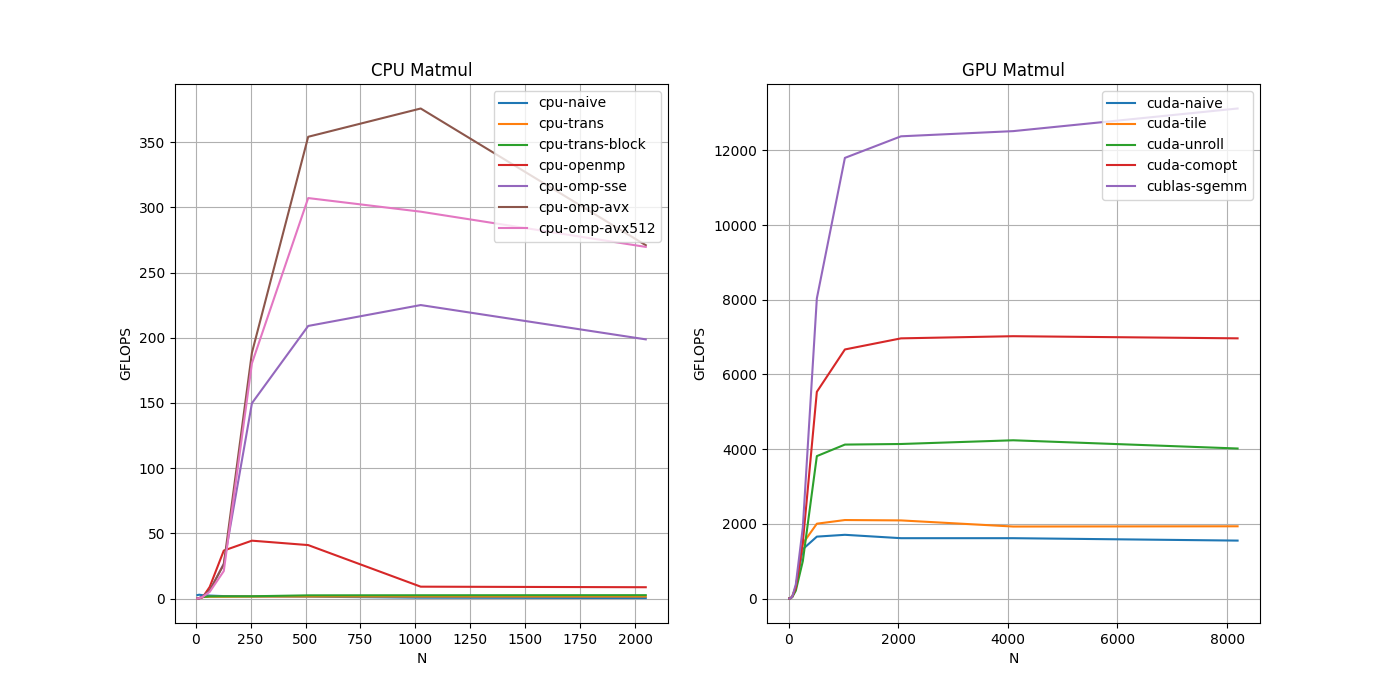 CPU Matmul
GFLOPS
350
300
250
200
150
100
50
0
cpu-naive
cpu-trans
cpu-trans-block
cpu-openmp
cpu-omp-sse
cpu-omp-avx
cpu-omp-avx512
0 250 500 750 1000 1250 1500 1750 2000
N
GPU Matmul
GFLOPS
12000
10000
8000
6000
4000
2000
0
cuda-naive
cuda-tile
cuda-unroll
cuda-comopt
cublas-sgemm
0 2000 4000 6000 8000
N